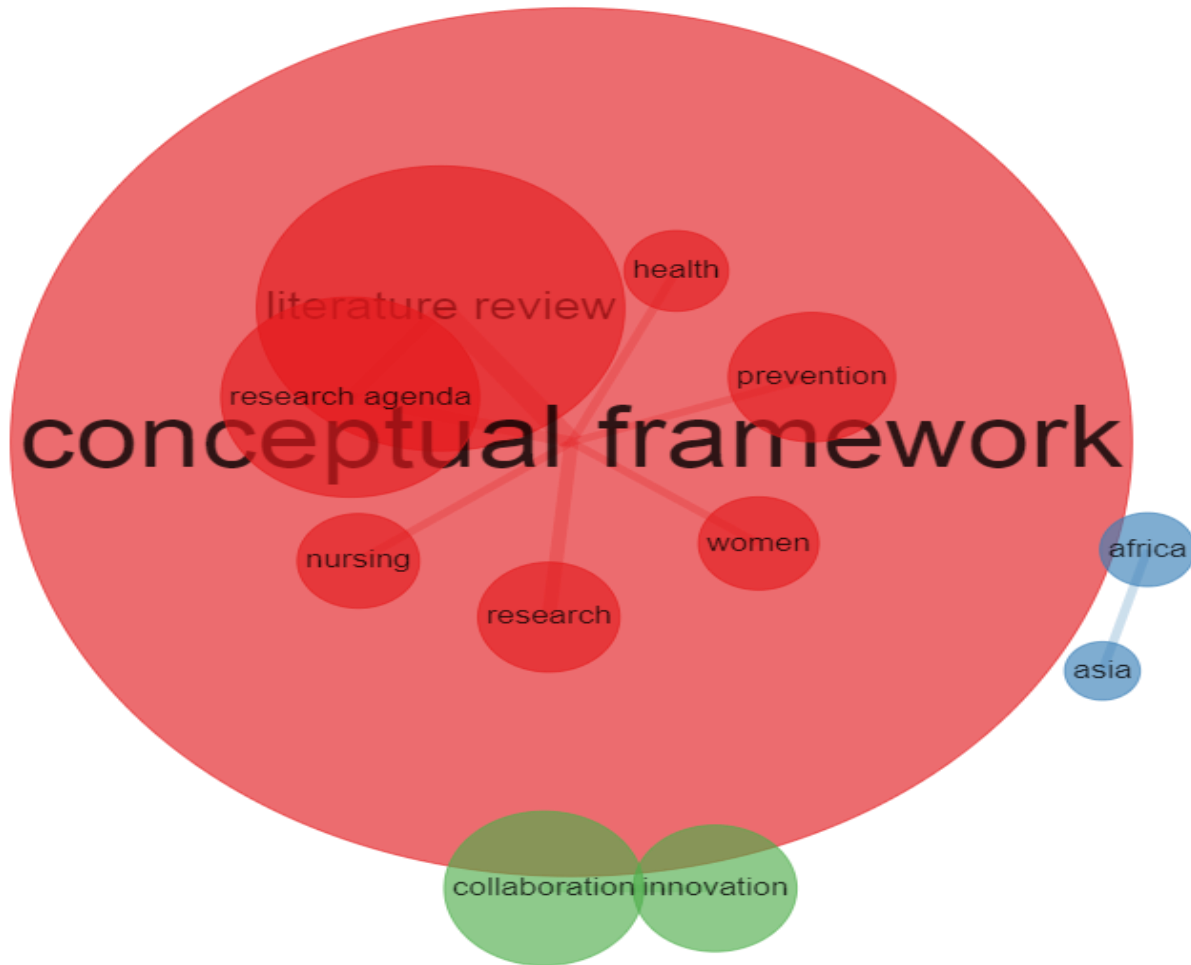 health
literature review
prevention
research agenda
conceptual framework
women
africa
nursing
research
asia
collaboration
innovation